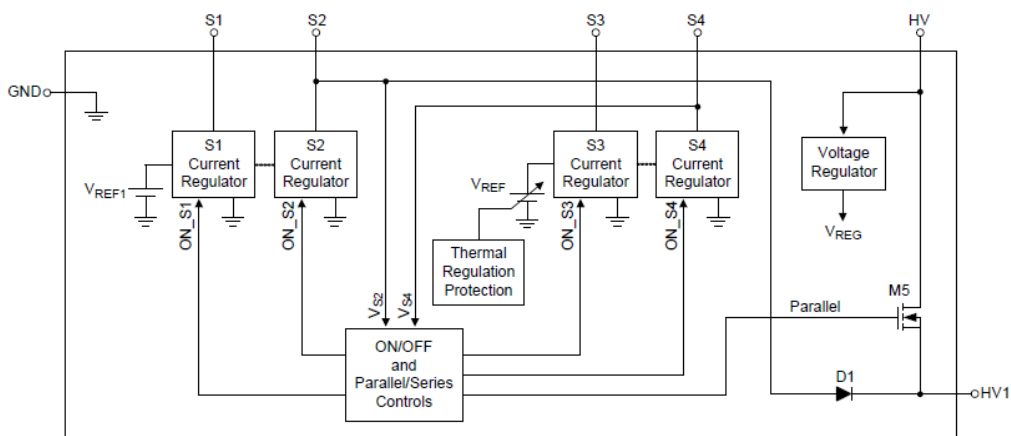 S1
S2
S3
S4
HV
GND
S1
Current
Regulator
S2
Current
Regulator
S3
Current
Regulator
S4
Current
Regulator
Voltage
Regulator
VREF1
VREF
ON_S1
ON_S2
ON_S3
ON_S4
VREG
Thermal
Regulation
Protection
VS2
VS4
M5
Parallel
ON/OFF
and
Parallel/Series
Controls
D1
HV1